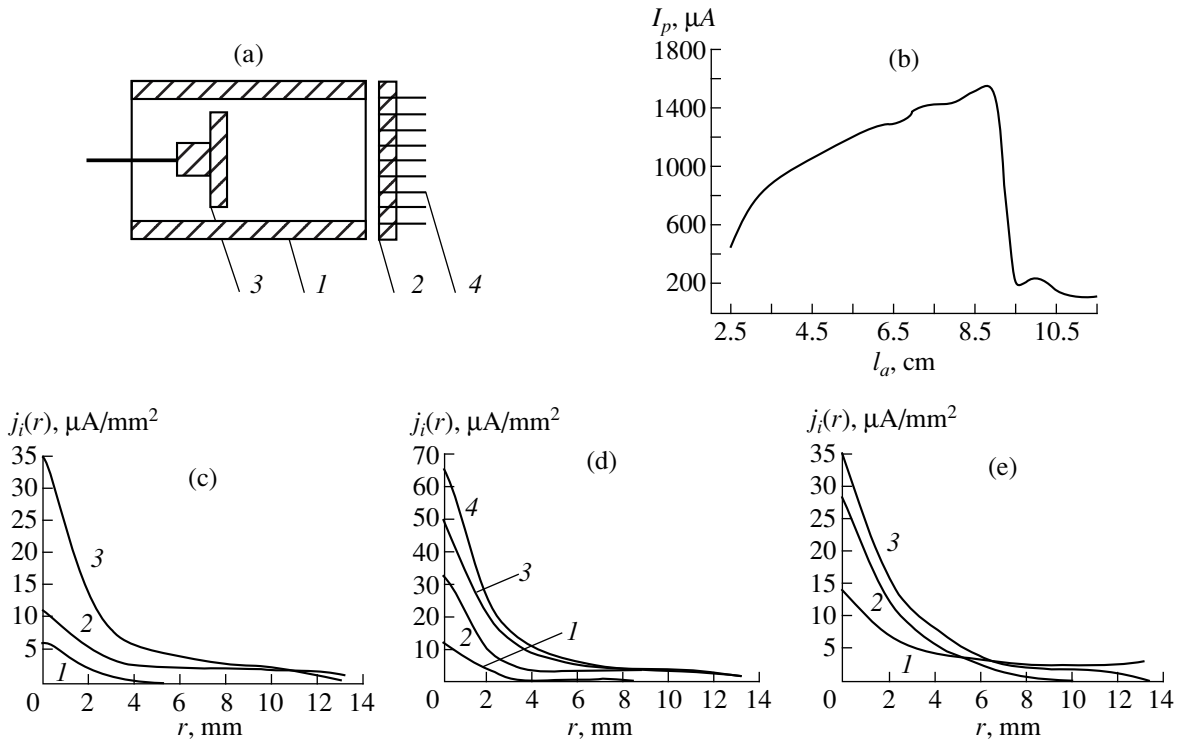 (a)
3
1
2
4
I_p, μA
(b)
1800
1400
1000
600
200
2.5 4.5 6.5 8.5 10.5
l_a, cm
j_i(r), μA/mm²
(c)
35
30
25
20
15
10
5
3
2
1
0 2 4 6 8 10 12 14
r, mm
j_i(r), μA/mm²
(d)
70
60
50
40
30
20
10
4
3
2
1
0 2 4 6 8 10 12 14
r, mm
j_i(r), μA/mm²
(e)
35
30
25
20
15
10
5
3
2
1
0 2 4 6 8 10 12 14
r, mm